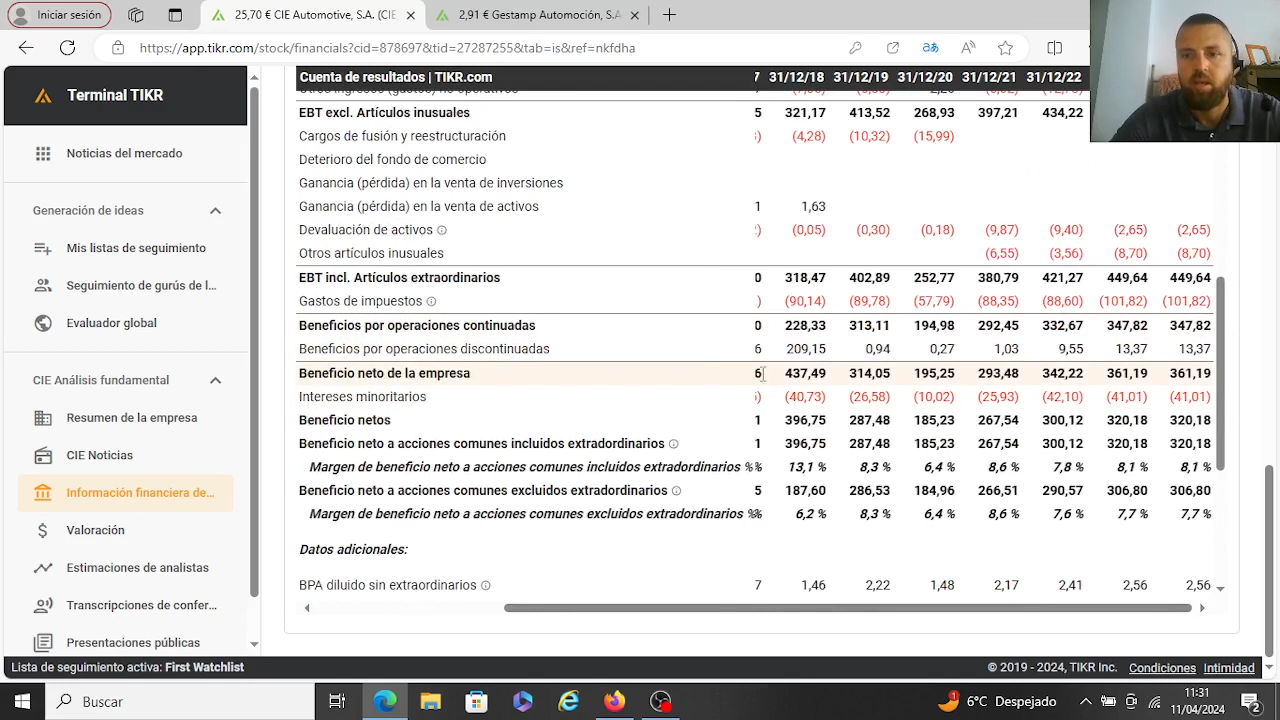 Iniciar sesión
25,70 € CIE Automotive, S.A. (CIE
2,91 € Gestamp Automoción, S.A
https://app.tikr.com/stock/financials?cid=878697&tid=27287255&tab=is&ref=nkfdha
Terminal TIKR
Noticias del mercado
Generación de ideas
Mis listas de seguimiento
Seguimiento de gurús de l...
Evaluador global
CIE Análisis fundamental
Resumen de la empresa
CIE Noticias
Información financiera de...
Valoración
Estimaciones de analistas
Transcripciones de confer...
Presentaciones públicas
Cuenta de resultados | TIKR.com 7 31/12/18 31/12/19 31/12/20 31/12/21 31/12/22
EBT excl. Artículos inusuales 5 321,17 413,52 268,93 397,21 434,22
Cargos de fusión y reestructuración ) (4,28) (10,32) (15,99)
Deterioro del fondo de comercio
Ganancia (pérdida) en la venta de inversiones
Ganancia (pérdida) en la venta de activos 1 1,63
Devaluación de activos ) (0,05) (0,30) (0,18) (9,87) (9,40) (2,65) (2,65)
Otros artículos inusuales (6,55) (3,56) (8,70) (8,70)
EBT incl. Artículos extraordinarios 0 318,47 402,89 252,77 380,79 421,27 449,64 449,64
Gastos de impuestos ) (90,14) (89,78) (57,79) (88,35) (88,60) (101,82) (101,82)
Beneficios por operaciones continuadas 0 228,33 313,11 194,98 292,45 332,67 347,82 347,82
Beneficios por operaciones discontinuadas 6 209,15 0,94 0,27 1,03 9,55 13,37 13,37
Beneficio neto de la empresa 6 437,49 314,05 195,25 293,48 342,22 361,19 361,19
Intereses minoritarios ) (40,73) (26,58) (10,02) (25,93) (42,10) (41,01) (41,01)
Beneficio netos 1 396,75 287,48 185,23 267,54 300,12 320,18 320,18
Beneficio neto a acciones comunes incluidos extradordinarios 1 396,75 287,48 185,23 267,54 300,12 320,18 320,18
Margen de beneficio neto a acciones comunes incluidos extradordinarios % % 13,1 % 8,3 % 6,4 % 8,6 % 7,8 % 8,1 % 8,1 %
Beneficio neto a acciones comunes excluidos extradordinarios 5 187,60 286,53 184,96 266,51 290,57 306,80 306,80
Margen de beneficio neto a acciones comunes excluidos extradordinarios % % 6,2 % 8,3 % 6,4 % 8,6 % 7,6 % 7,7 % 7,7 %
Datos adicionales:
BPA diluido sin extraordinarios 7 1,46 2,22 1,48 2,17 2,41 2,56 2,56
Lista de seguimiento activa: First Watchlist
© 2019 - 2024, TIKR Inc. Condiciones Intimidad
Buscar
1
6°C Despejado
11:31
11/04/2024
2